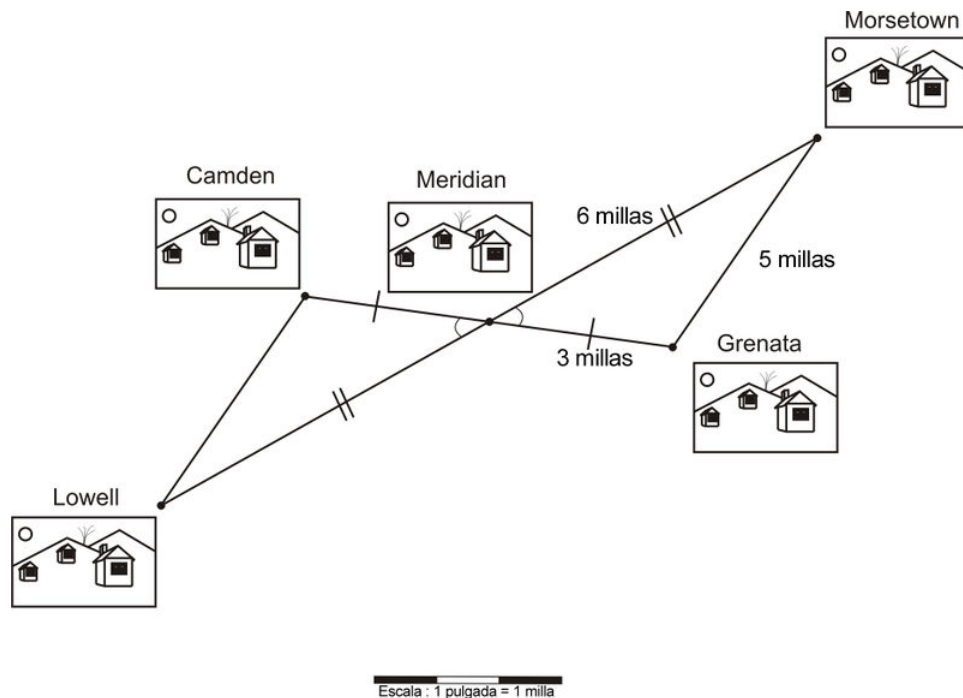 Morsetown
Camden
Meridian
6 millas
5 millas
3 millas
Grenata
Lowell
Escala : 1 pulgada = 1 milla